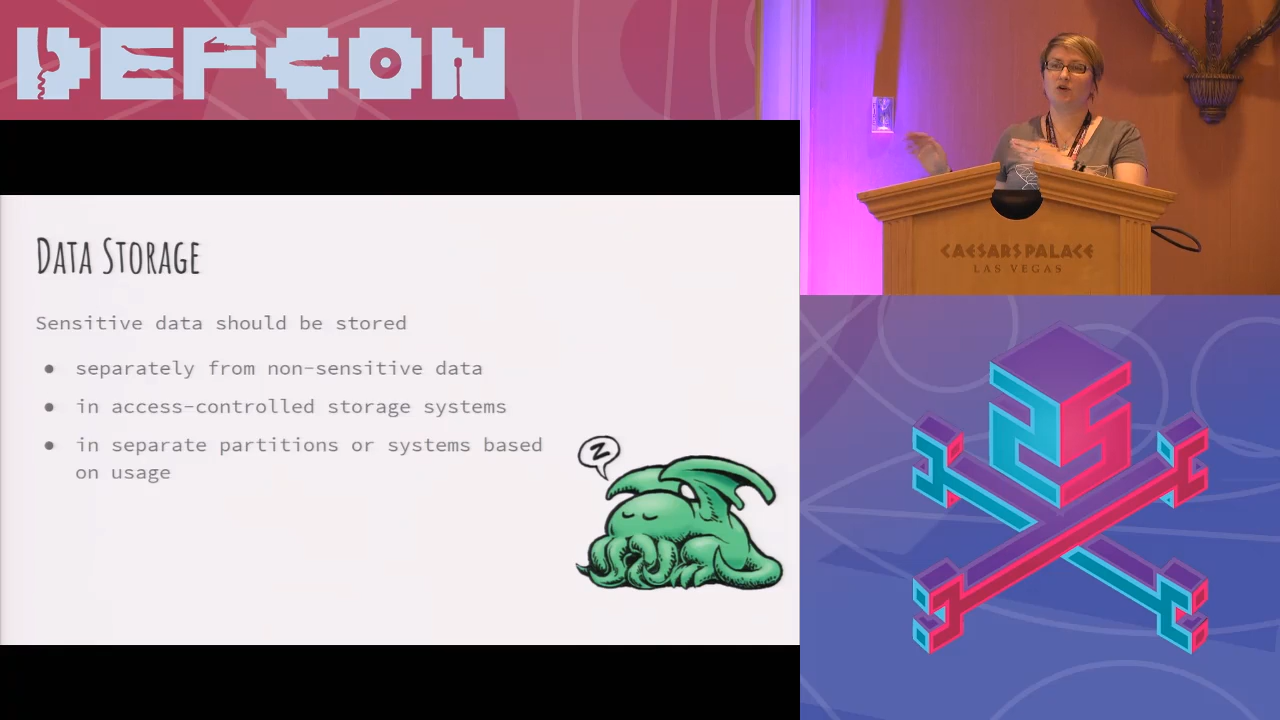 DEFCON
DATA STORAGE
Sensitive data should be stored
● separately from non-sensitive data
● in access-controlled storage systems
● in separate partitions or systems based
on usage
Z
CAESARS PALACE
LAS VEGAS
25